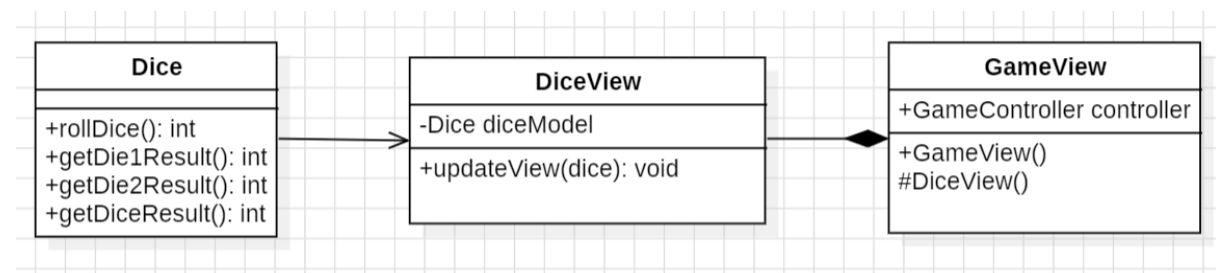 Dice
+rollDice(): int
+getDie1Result(): int
+getDie2Result(): int
+getDiceResult(): int
DiceView
-Dice diceModel
+updateView(dice): void
GameView
+GameController controller
+GameView()
#DiceView()